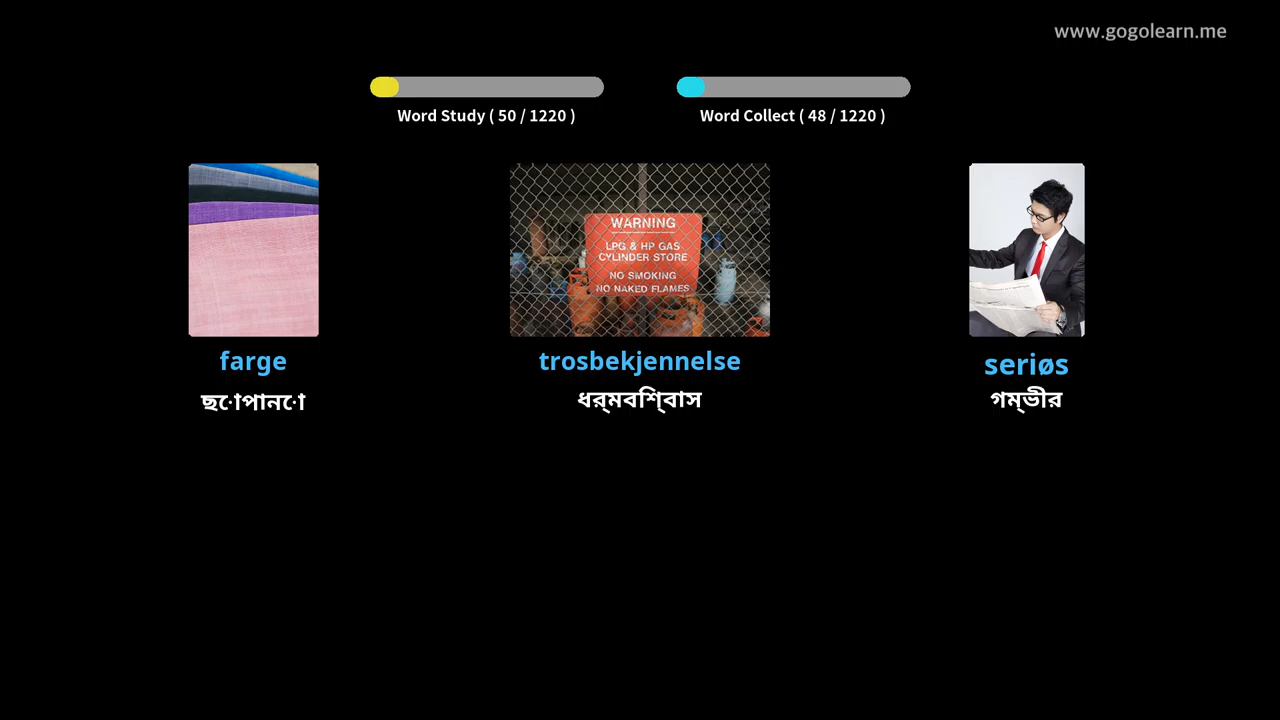 www.gogolearn.me
Word Study ( 50 / 1220 )
Word Collect ( 48 / 1220 )
WARNING
LPG & HP GAS
CYLINDER STORE
NO SMOKING
NO NAKED FLAMES
farge
trosbekjennelse
seriøs
ছোপানো
ধর্মবিশ্বাস
গম্ভীর